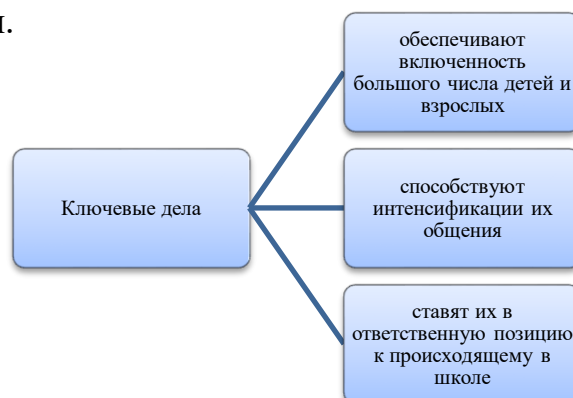 обеспечивают
включенность
большого числа детей и
взрослых
Ключевые дела
способствуют
интенсификации их
общения
ставят их в
ответственную позицию
к происходящему в
школе